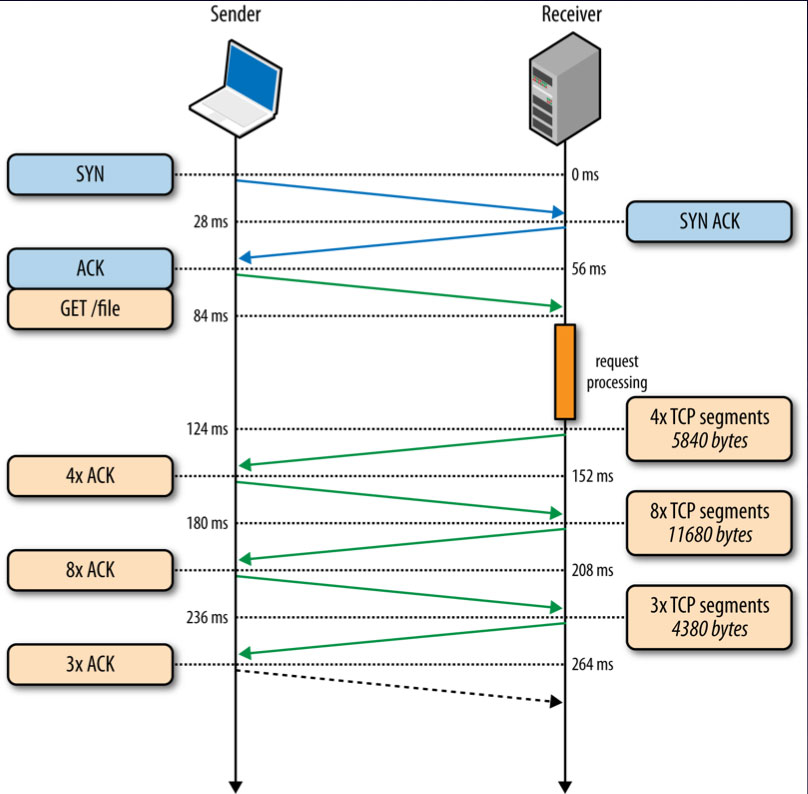 Sender
Receiver
SYN
0 ms
28 ms
SYN ACK
ACK
56 ms
GET /file
84 ms
request
processing
124 ms
4x TCP segments
5840 bytes
4x ACK
152 ms
180 ms
8x TCP segments
11680 bytes
8x ACK
208 ms
236 ms
3x TCP segments
4380 bytes
3x ACK
264 ms